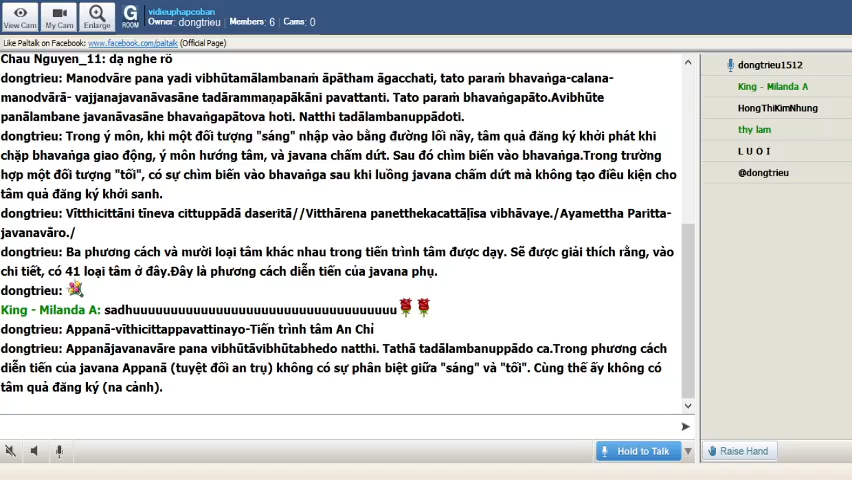 vidieuphapcoban
Owner: dongtrieu Members: 6 Cams: 0
View Cam My Cam Enlarge G ROOM
Like Paltalk on Facebook: www.facebook.com/paltalk (Official Page)
Chau Nguyen_11: dạ nghe rõ
dongtrieu: Manodvāre pana yadi vibhūtamālambanaṁ āpātham āgacchati, tato paraṁ bhavaṅga-calana-
manodvārā- vajjanajavanāvasāne tadārammaṇapākāni pavattanti. Tato paraṁ bhavaṅgapāto.Avibhūte
panālambane javanāvasāne bhavaṅgapātova hoti. Natthi tadālambanuppādoti.
dongtrieu: Trong ý môn, khi một đối tượng "sáng" nhập vào bằng đường lối nầy, tâm quả đăng ký khởi phát khi
chặp bhavaṅga giao động, ý môn hướng tâm, và javana chấm dứt. Sau đó chìm biến vào bhavaṅga.Trong trường
hợp một đối tượng "tối", có sự chìm biến vào bhavaṅga sau khi luồng javana chấm dứt mà không tạo điều kiện cho
tâm quả đăng ký khởi sanh.
dongtrieu: Vītthicittāni tīneva cittuppādā daseritā//Vitthārena panetthekacattāḷīsa vibhāvaye./Ayamettha Paritta-
javanavāro./
dongtrieu: Ba phương cách và mười loại tâm khác nhau trong tiến trình tâm được dạy. Sẽ được giải thích rằng, vào
chi tiết, có 41 loại tâm ở đây.Đây là phương cách diễn tiến của javana phụ.
dongtrieu:
King - Milanda A: sadhuuuuuuuuuuuuuuuuuuuuuuuuuuuuuuuuuuu
dongtrieu: Appanā-vīthicittappavattinayo-Tiến trình tâm An Chỉ
dongtrieu: Appanājavanavāre pana vibhūtāvibhūtabhedo natthi. Tathā tadālambanuppādo ca.Trong phương cách
diễn tiến của javana Appanā (tuyệt đối an trụ) không có sự phân biệt giữa "sáng" và "tối". Cùng thế ấy không có
tâm quả đăng ký (na cảnh).
dongtrieu1512
King - Milanda A
HongThiKimNhung
thy lam
L U O I
@dongtrieu
Hold to Talk
Raise Hand